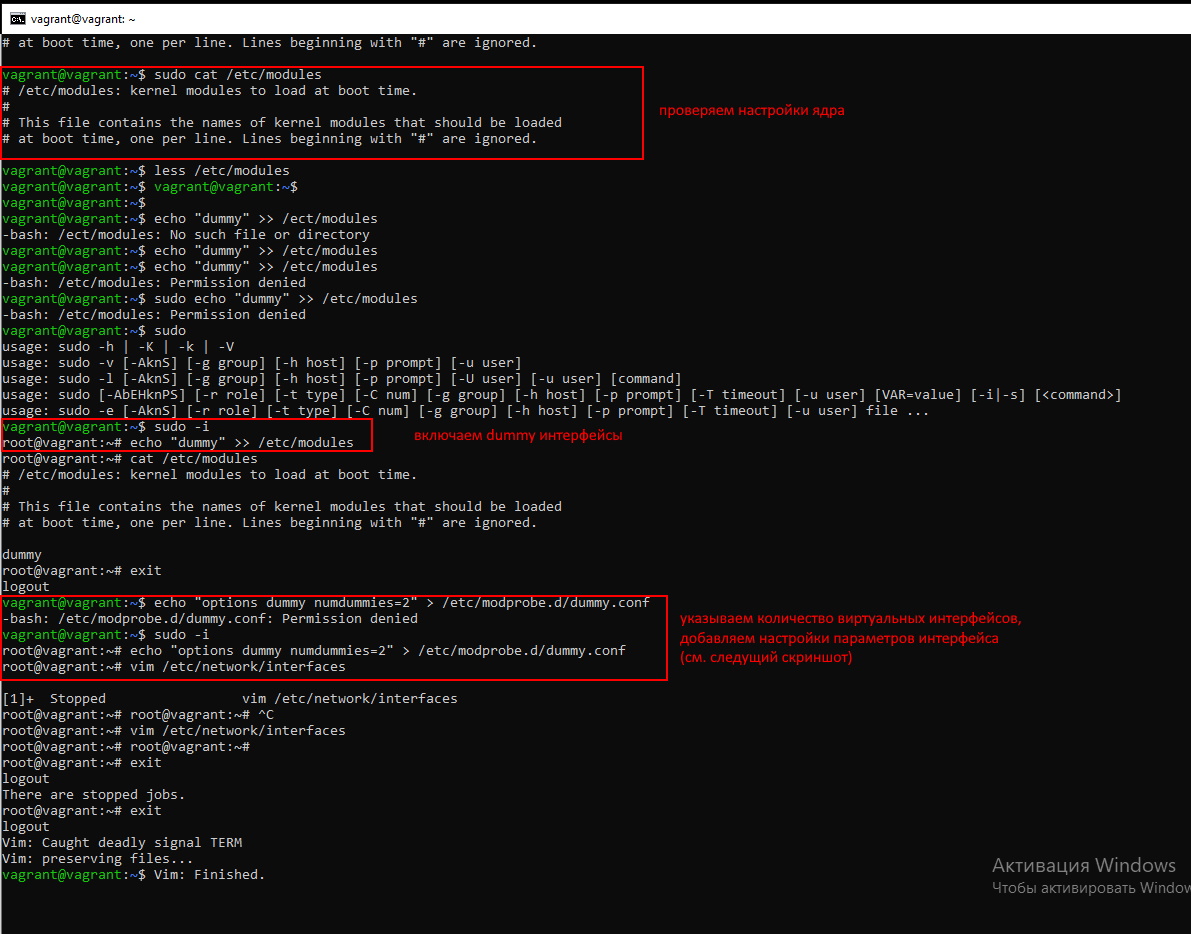 vagrant@vagrant: ~
# at boot time, one per line. Lines beginning with "#" are ignored.
vagrant@vagrant:~$ sudo cat /etc/modules
# /etc/modules: kernel modules to load at boot time.
#
# This file contains the names of kernel modules that should be loaded
# at boot time, one per line. Lines beginning with "#" are ignored.
проверяем настройки ядра
vagrant@vagrant:~$ less /etc/modules
vagrant@vagrant:~$ vagrant@vagrant:~$
vagrant@vagrant:~$
vagrant@vagrant:~$ echo "dummy" >> /ect/modules
-bash: /ect/modules: No such file or directory
vagrant@vagrant:~$ echo "dummy" >> /etc/modules
vagrant@vagrant:~$ echo "dummy" >> /etc/modules
-bash: /etc/modules: Permission denied
vagrant@vagrant:~$ sudo echo "dummy" >> /etc/modules
-bash: /etc/modules: Permission denied
vagrant@vagrant:~$ sudo
usage: sudo -h | -K | -k | -V
usage: sudo -v [-AknS] [-g group] [-h host] [-p prompt] [-u user]
usage: sudo -l [-AknS] [-g group] [-h host] [-p prompt] [-U user] [-u user] [command]
usage: sudo [-AbEHknPS] [-r role] [-t type] [-C num] [-g group] [-h host] [-p prompt] [-T timeout] [-u user] [VAR=value] [-i|-s] [<command>]
usage: sudo -e [-AknS] [-r role] [-t type] [-C num] [-g group] [-h host] [-p prompt] [-T timeout] [-u user] file ...
vagrant@vagrant:~$ sudo -i
root@vagrant:~# echo "dummy" >> /etc/modules
включаем dummy интерфейсы
root@vagrant:~# cat /etc/modules
# /etc/modules: kernel modules to load at boot time.
#
# This file contains the names of kernel modules that should be loaded
# at boot time, one per line. Lines beginning with "#" are ignored.
dummy
root@vagrant:~# exit
logout
vagrant@vagrant:~$ echo "options dummy numdummies=2" > /etc/modprobe.d/dummy.conf
-bash: /etc/modprobe.d/dummy.conf: Permission denied
vagrant@vagrant:~$ sudo -i
root@vagrant:~# echo "options dummy numdummies=2" > /etc/modprobe.d/dummy.conf
root@vagrant:~# vim /etc/network/interfaces
указываем количество виртуальных интерфейсов,
добавляем настройки параметров интерфейса
(см. следущий скриншот)
[1]+  Stopped                 vim /etc/network/interfaces
root@vagrant:~# root@vagrant:~# ^C
root@vagrant:~# vim /etc/network/interfaces
root@vagrant:~# root@vagrant:~#
root@vagrant:~# exit
logout
There are stopped jobs.
root@vagrant:~# exit
logout
Vim: Caught deadly signal TERM
Vim: preserving files...
vagrant@vagrant:~$ Vim: Finished.
Активация Windows
Чтобы активировать Window